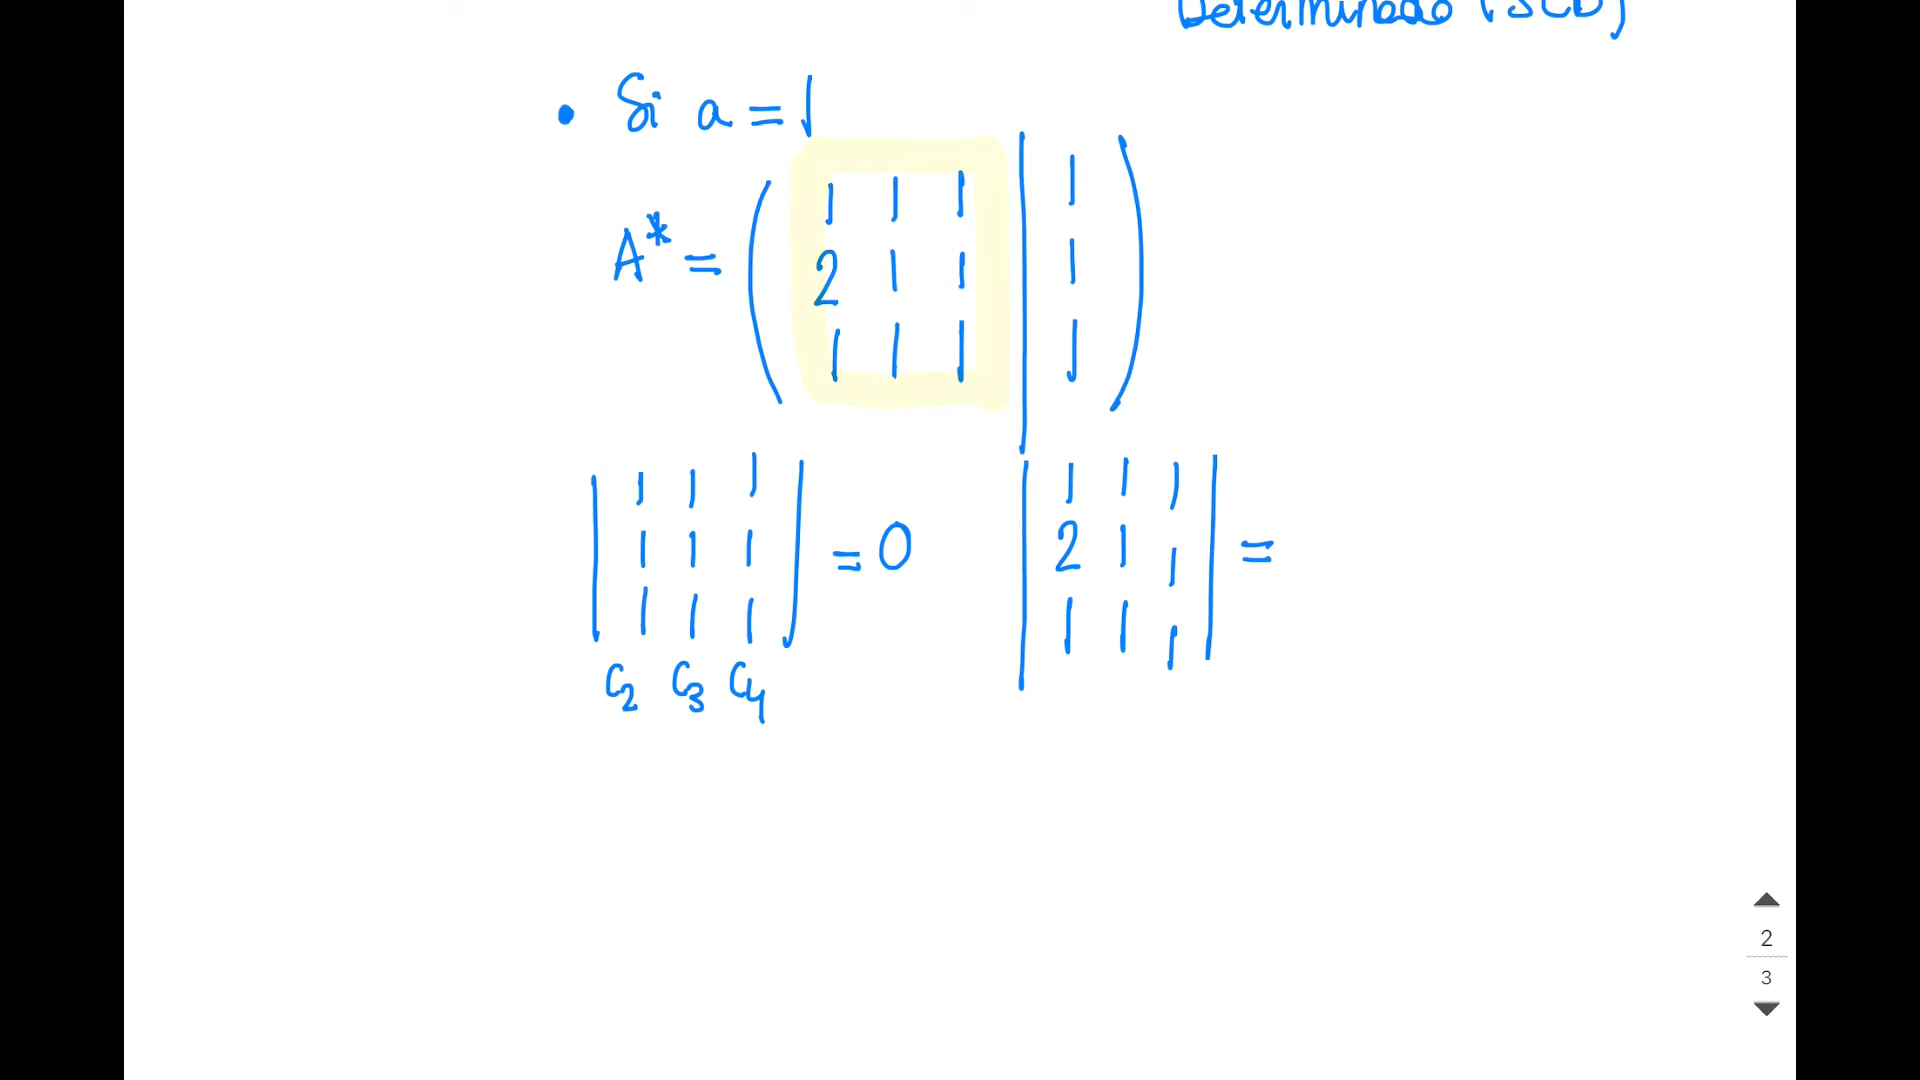 Determinado (SCD)
• Si a = 1
A* = ( 1 1 1 | 1
2 1 1 | 1
1 1 1 | 1 )
| 1 1 1 | | 1 1 1 |
| 1 1 1 | = 0 | 2 1 1 | =
| 1 1 1 | | 1 1 1 |
C2 C3 C4
2
3